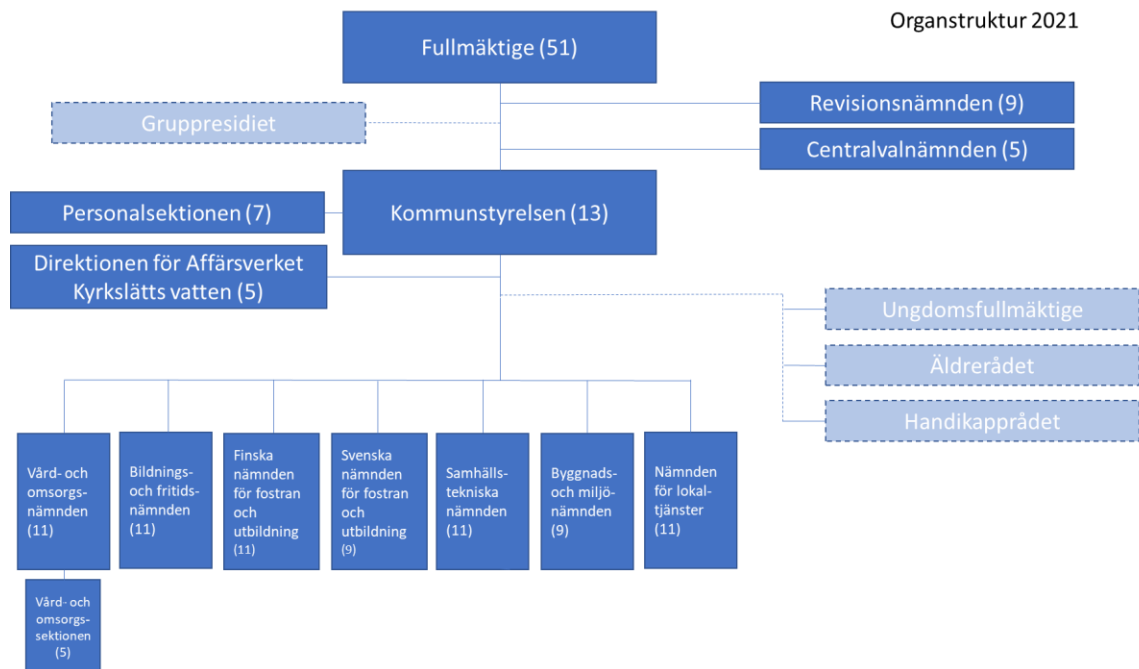 Organstruktur 2021
Fullmäktige (51)
Revisionsnämnden (9)
Gruppresidiet
Centralvalnämnden (5)
Personalsektionen (7)
Kommunstyrelsen (13)
Direktionen för Affärsverket
Kyrkslätts vatten (5)
Ungdomsfullmäktige
Äldrerådet
Handikapprådet
Vård- och
omsorgs-
nämnden
(11)
Bildnings-
och fritids-
nämnden
(11)
Finska
nämnden
för fostran
och
utbildning
(11)
Svenska
nämnden
för fostran
och
utbildning
(9)
Samhälls-
tekniska
nämnden
(11)
Byggnads-
och miljö-
nämnden
(9)
Nämnden
för lokal-
tjänster
(11)
Vård- och
omsorgs-
sektionen
(5)